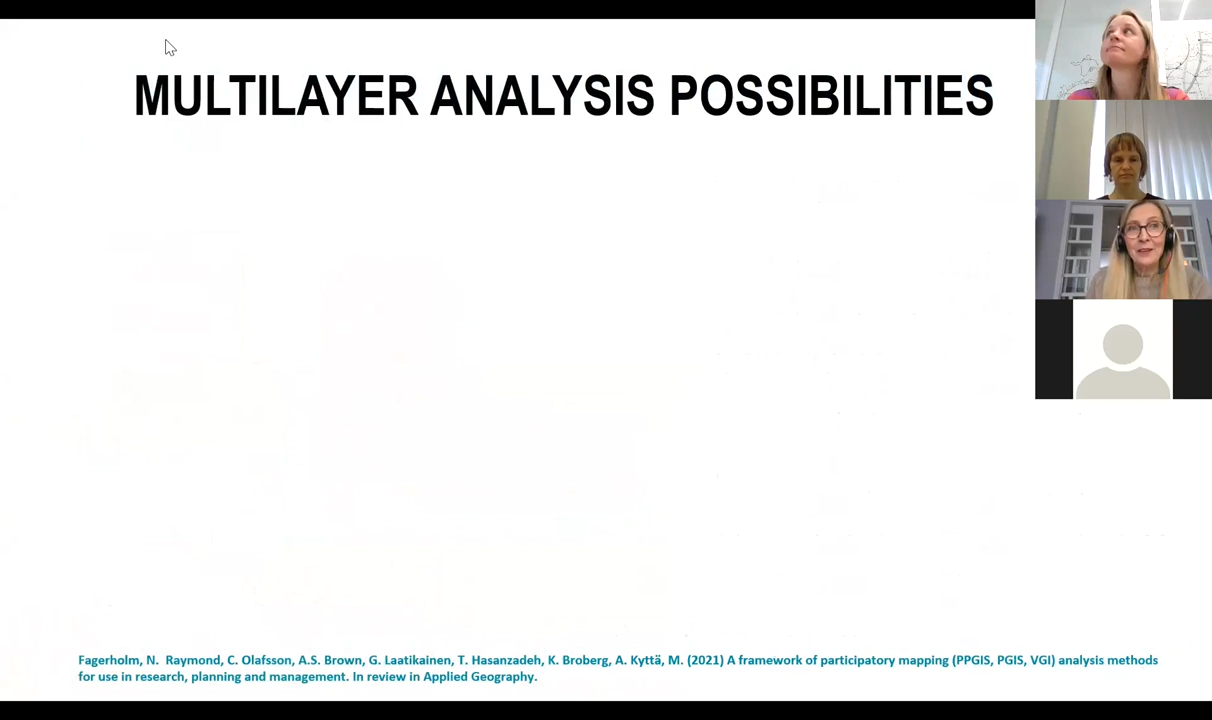 MULTILAYER ANALYSIS POSSIBILITIES
Fagerholm, N.  Raymond, C. Olafsson, A.S. Brown, G. Laatikainen, T. Hasanzadeh, K. Broberg, A. Kyttä, M. (2021) A framework of participatory mapping (PPGIS, PGIS, VGI) analysis methods
for use in research, planning and management. In review in Applied Geography.